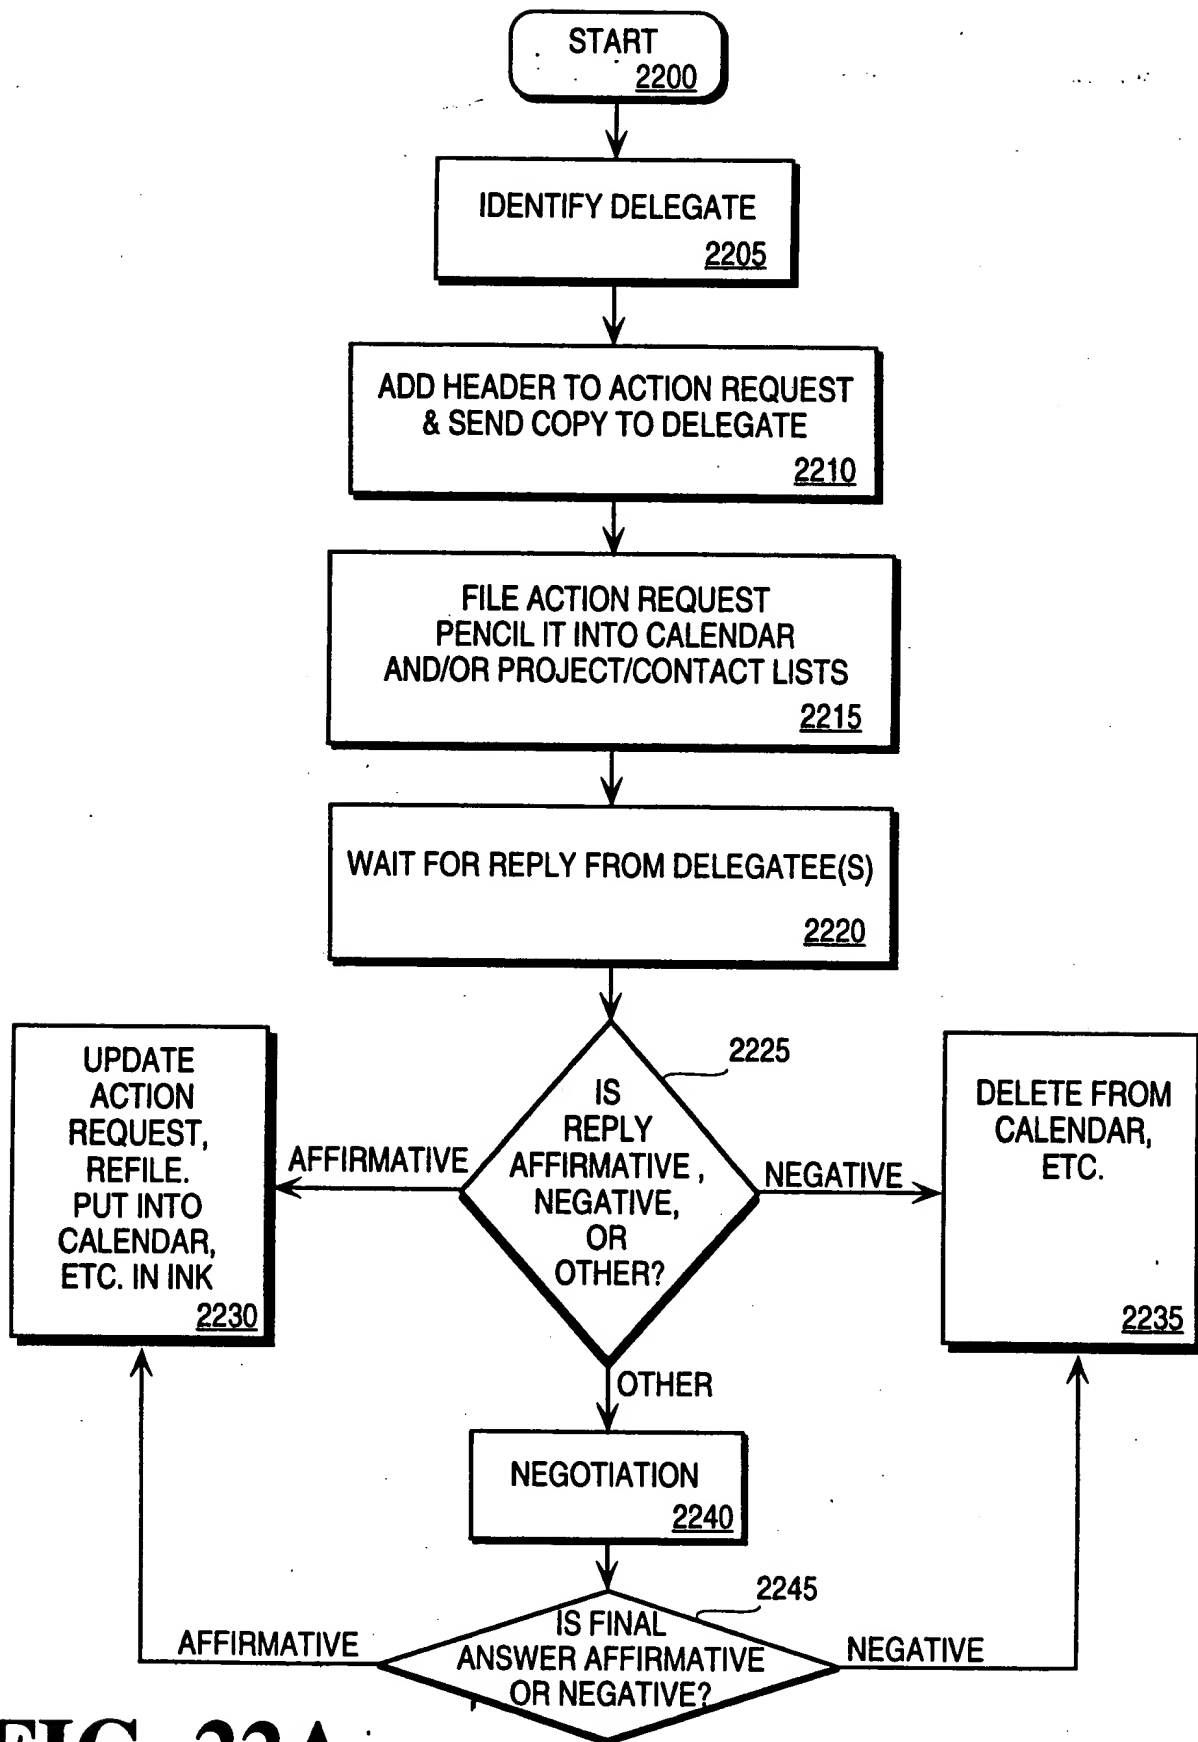 START
2200
IDENTIFY DELEGATE
2205
ADD HEADER TO ACTION REQUEST
& SEND COPY TO DELEGATE
2210
FILE ACTION REQUEST
PENCIL IT INTO CALENDAR
AND/OR PROJECT/CONTACT LISTS
2215
WAIT FOR REPLY FROM DELEGATEE(S)
2220
2225
IS
REPLY
AFFIRMATIVE,
NEGATIVE,
OR
OTHER?
AFFIRMATIVE
UPDATE
ACTION
REQUEST,
REFILE.
PUT INTO
CALENDAR,
ETC. IN INK
2230
NEGATIVE
DELETE FROM
CALENDAR,
ETC.
2235
OTHER
NEGOTIATION
2240
2245
IS FINAL
ANSWER AFFIRMATIVE
OR NEGATIVE?
AFFIRMATIVE
NEGATIVE
FIG. 22A